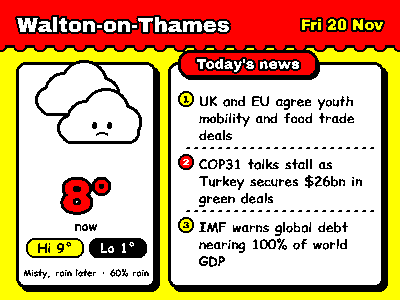 Walton-on-Thames
Fri 20 Nov
Today's news
8°
now
Hi 9°
Lo 1°
Misty, rain later · 60% rain
1
UK and EU agree youth
mobility and food trade
deals
2
COP31 talks stall as
Turkey secures $26bn in
green deals
3
IMF warns global debt
nearing 100% of world
GDP